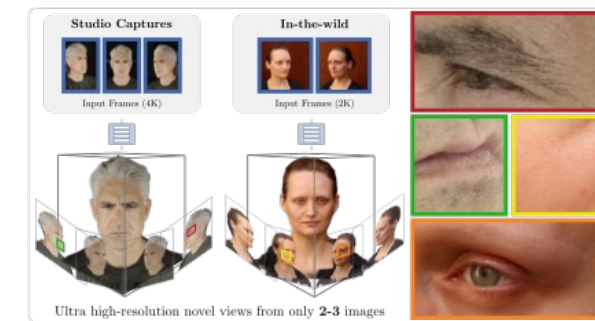 Studio Captures
In-the-wild
Input Frames (4K)
Input Frames (2K)
Ultra high-resolution novel views from only 2-3 images